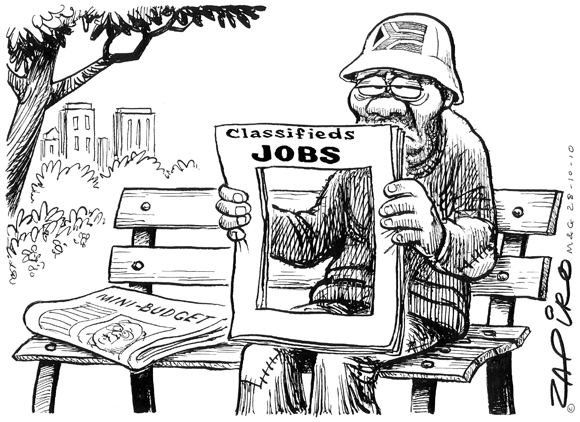 Classifieds
JOBS
MINI-BUDGET
ZAPIRO
M&G 28-10-10
©